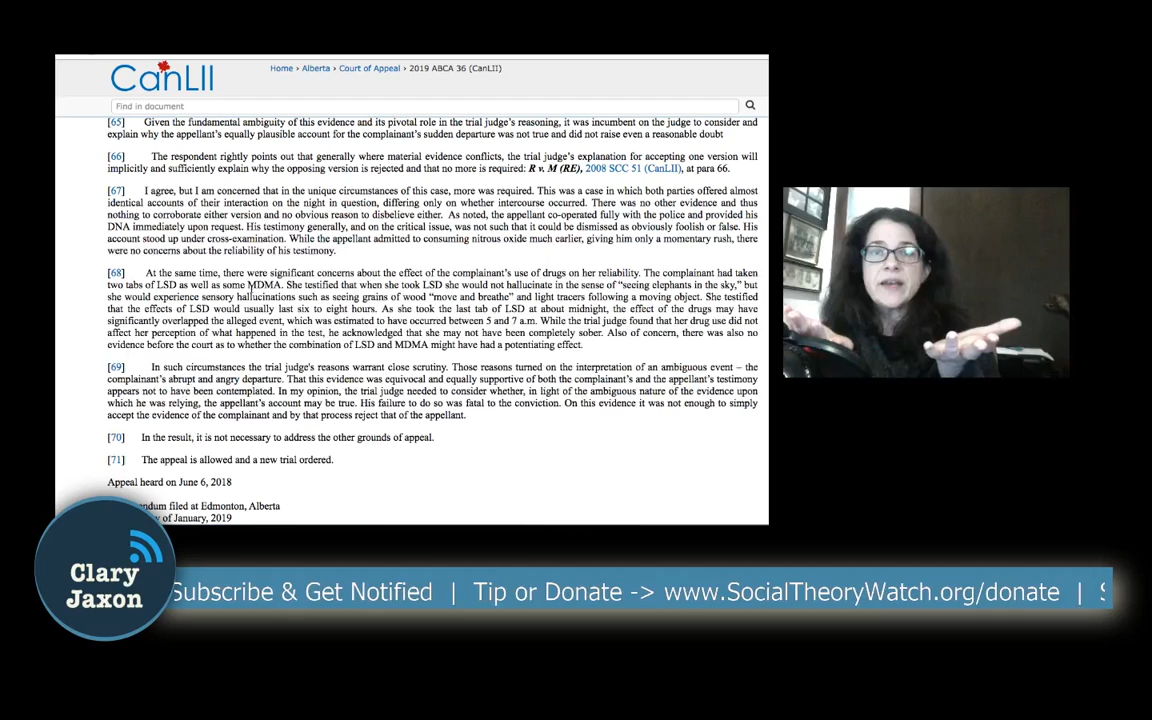 CanLII
Home › Alberta › Court of Appeal › 2019 ABCA 36 (CanLII)
Find in document
[65] Given the fundamental ambiguity of this evidence and its pivotal role in the trial judge's reasoning, it was incumbent on the judge to consider and
explain why the appellant's equally plausible account for the complainant's sudden departure was not true and did not raise even a reasonable doubt
[66] The respondent rightly points out that generally where material evidence conflicts, the trial judge's explanation for accepting one version will
implicitly and sufficiently explain why the opposing version is rejected and that no more is required: R v. M (RE), 2008 SCC 51 (CanLII), at para 66.
[67] I agree, but I am concerned that in the unique circumstances of this case, more was required. This was a case in which both parties offered almost
identical accounts of their interaction on the night in question, differing only on whether intercourse occurred. There was no other evidence and thus
nothing to corroborate either version and no obvious reason to disbelieve either. As noted, the appellant co-operated fully with the police and provided his
DNA immediately upon request. His testimony generally, and on the critical issue, was not such that it could be dismissed as obviously foolish or false. His
account stood up under cross-examination. While the appellant admitted to consuming nitrous oxide much earlier, giving him only a momentary rush, there
were no concerns about the reliability of his testimony.
[68] At the same time, there were significant concerns about the effect of the complainant's use of drugs on her reliability. The complainant had taken
two tabs of LSD as well as some MDMA. She testified that when she took LSD she would not hallucinate in the sense of "seeing elephants in the sky," but
she would experience sensory hallucinations such as seeing grains of wood "move and breathe" and light tracers following a moving object. She testified
that the effects of LSD would usually last six to eight hours. As she took the last tab of LSD at about midnight, the effect of the drugs may have
significantly overlapped the alleged event, which was estimated to have occurred between 5 and 7 a.m. While the trial judge found that her drug use did not
affect her perception of what happened in the test, he acknowledged that she may not have been completely sober. Also of concern, there was also no
evidence before the court as to whether the combination of LSD and MDMA might have had a potentiating effect.
[69] In such circumstances the trial judge's reasons warrant close scrutiny. Those reasons turned on the interpretation of an ambiguous event – the
complainant's abrupt and angry departure. That this evidence was equivocal and equally supportive of both the complainant's and the appellant's testimony
appears not to have been contemplated. In my opinion, the trial judge needed to consider whether, in light of the ambiguous nature of the evidence upon
which he was relying, the appellant's account may be true. His failure to do so was fatal to the conviction. On this evidence it was not enough to simply
accept the evidence of the complainant and by that process reject that of the appellant.
[70] In the result, it is not necessary to address the other grounds of appeal.
[71] The appeal is allowed and a new trial ordered.
Appeal heard on June 6, 2018
ndum filed at Edmonton, Alberta
y of January, 2019
Clary
Jaxon
Subscribe & Get Notified | Tip or Donate -> www.SocialTheoryWatch.org/donate | S